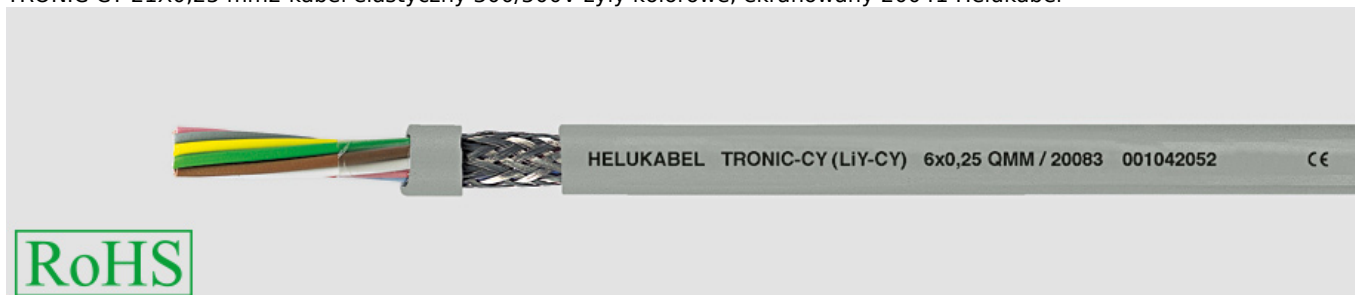 HELUKABEL TRONIC-CY (LiY-CY) 6x0,25 QMM / 20083 001042052 CE
RoHS